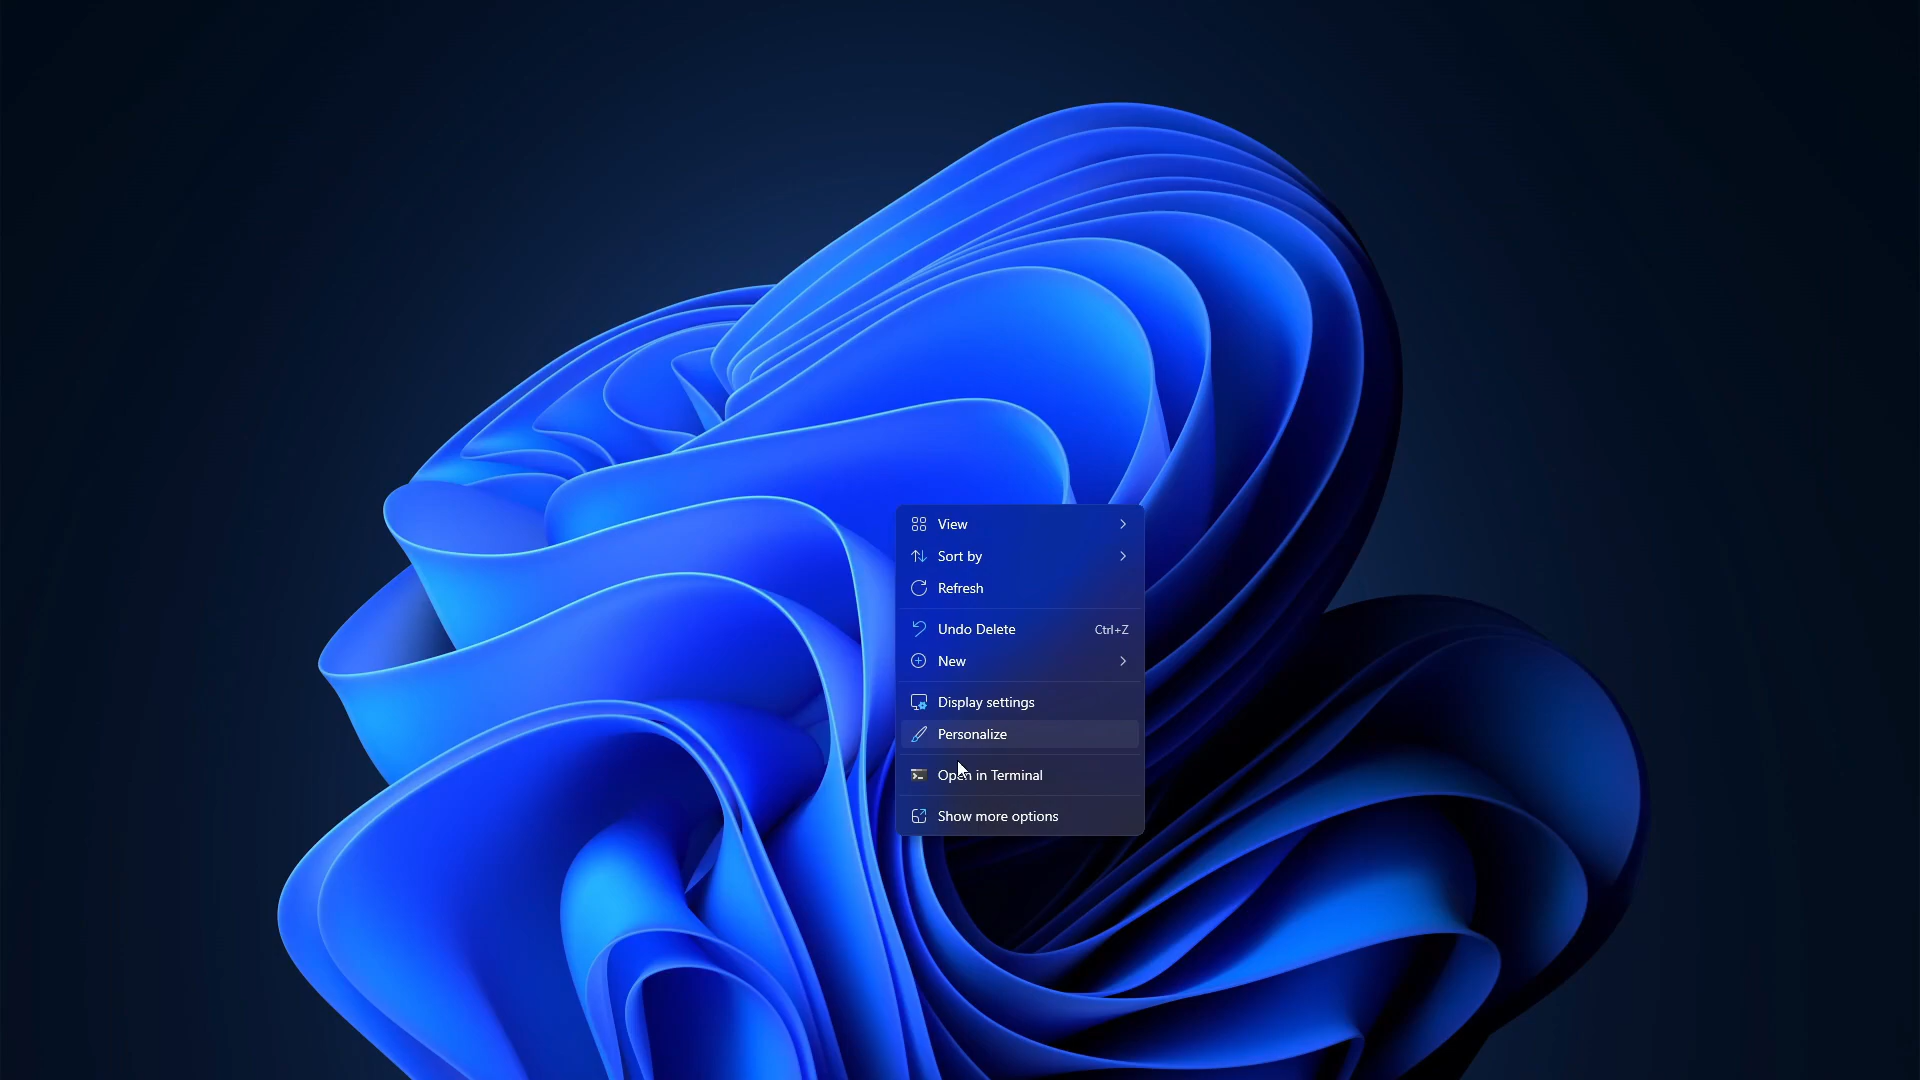 View
Sort by
Refresh
Undo Delete Ctrl+Z
New
Display settings
Personalize
Open in Terminal
Show more options